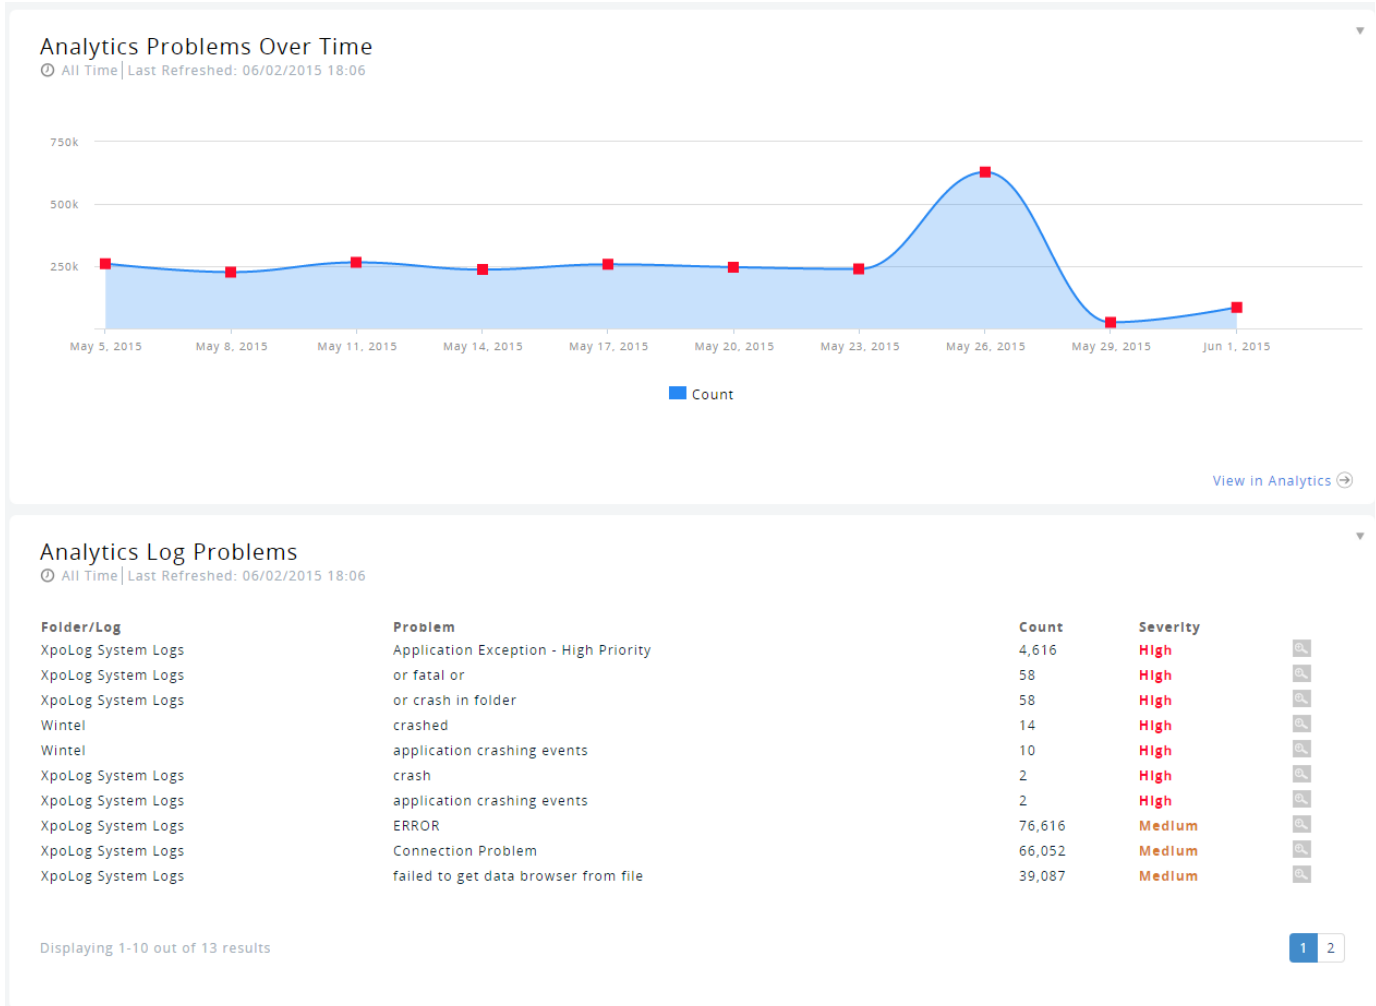 Analytics Problems Over Time
All Time | Last Refreshed: 06/02/2015 18:06
750k
500k
250k
May 5, 2015 May 8, 2015 May 11, 2015 May 14, 2015 May 17, 2015 May 20, 2015 May 23, 2015 May 26, 2015 May 29, 2015 Jun 1, 2015
Count
View in Analytics
Analytics Log Problems
All Time | Last Refreshed: 06/02/2015 18:06
Folder/Log Problem Count Severity
XpoLog System Logs Application Exception - High Priority 4,616 High
XpoLog System Logs or fatal or 58 High
XpoLog System Logs or crash in folder 58 High
Wintel crashed 14 High
Wintel application crashing events 10 High
XpoLog System Logs crash 2 High
XpoLog System Logs application crashing events 2 High
XpoLog System Logs ERROR 76,616 Medium
XpoLog System Logs Connection Problem 66,052 Medium
XpoLog System Logs failed to get data browser from file 39,087 Medium
Displaying 1-10 out of 13 results 1 2